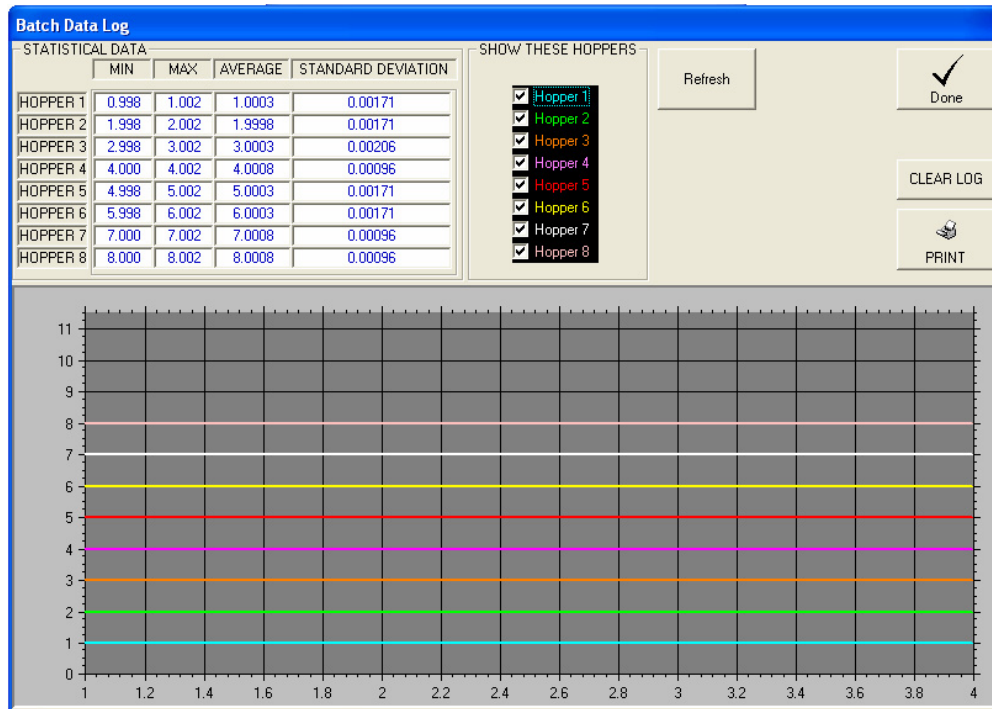 Batch Data Log
STATISTICAL DATA
MIN MAX AVERAGE STANDARD DEVIATION
HOPPER 1 0.998 1.002 1.0003 0.00171
HOPPER 2 1.998 2.002 1.9998 0.00171
HOPPER 3 2.998 3.002 3.0003 0.00206
HOPPER 4 4.000 4.002 4.0008 0.00096
HOPPER 5 4.998 5.002 5.0003 0.00171
HOPPER 6 5.998 6.002 6.0003 0.00171
HOPPER 7 7.000 7.002 7.0008 0.00096
HOPPER 8 8.000 8.002 8.0008 0.00096
SHOW THESE HOPPERS
Hopper 1
Hopper 2
Hopper 3
Hopper 4
Hopper 5
Hopper 6
Hopper 7
Hopper 8
Refresh
Done
CLEAR LOG
PRINT
11
10
9
8
7
6
5
4
3
2
1
0
1 1.2 1.4 1.6 1.8 2 2.2 2.4 2.6 2.8 3 3.2 3.4 3.6 3.8 4